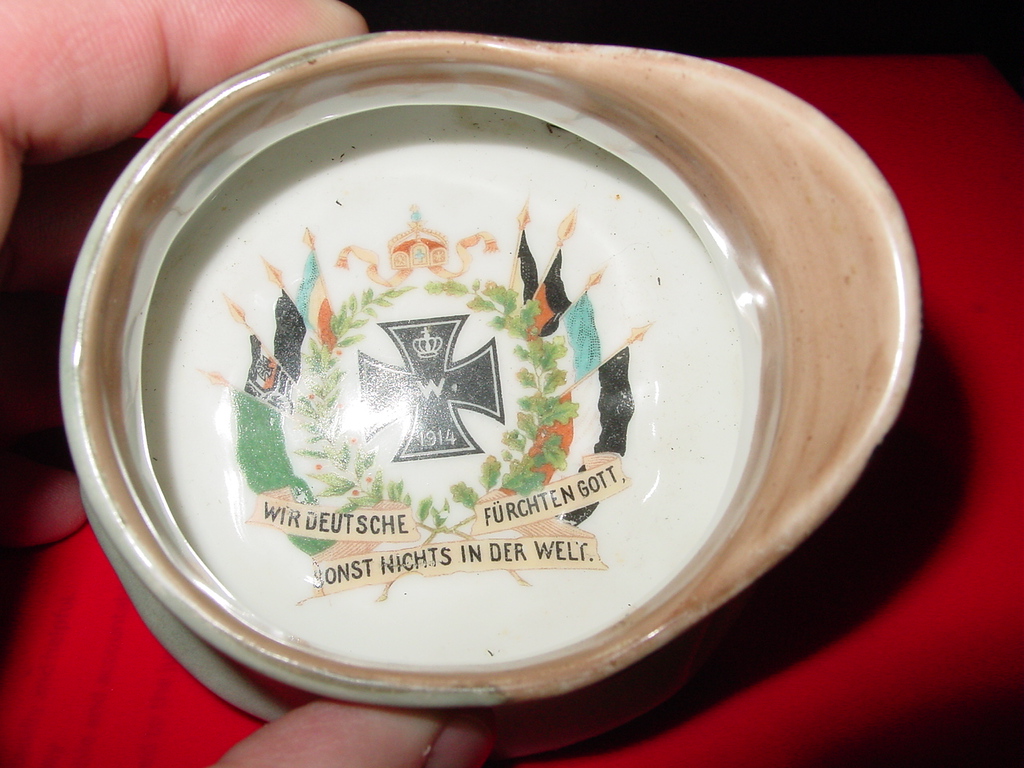 W
1914
WIR DEUTSCHE
FÜRCHTEN GOTT,
SONST NICHTS IN DER WELT.